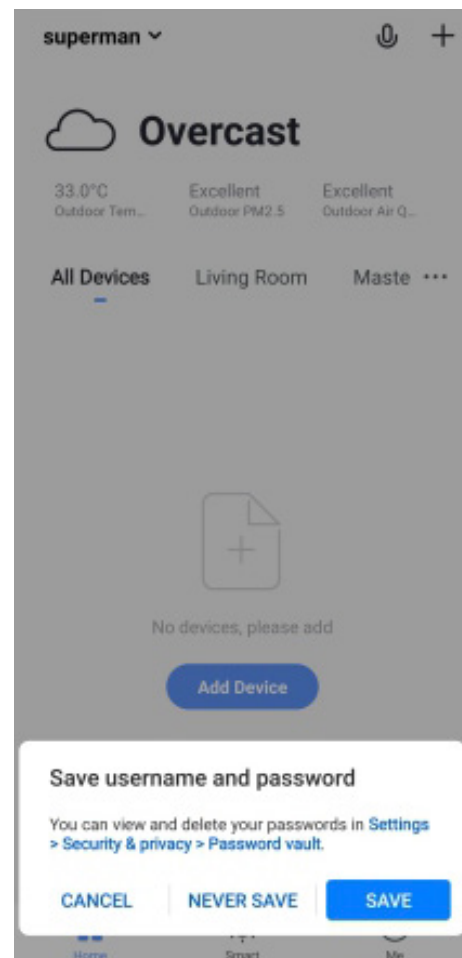 superman
Overcast
33.0°C Excellent Excellent
Outdoor Tem... Outdoor PM2.5 Outdoor Air Q...
All Devices Living Room Maste ...
No devices, please add
Add Device
Save username and password
You can view and delete your passwords in Settings
> Security & privacy > Password vault.
CANCEL NEVER SAVE SAVE
Home Smart Me